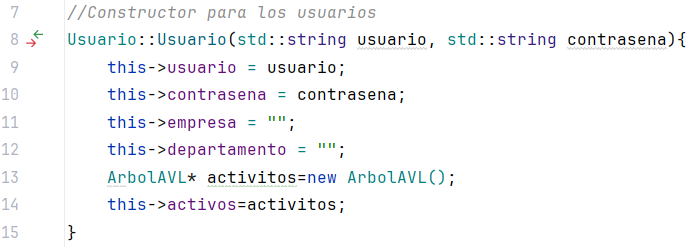 7 //Constructor para los usuarios
8 Usuario::Usuario(std::string usuario, std::string contrasena){
9 this->usuario = usuario;
10 this->contrasena = contrasena;
11 this->empresa = "";
12 this->departamento = "";
13 ArbolAVL* activitos=new ArbolAVL();
14 this->activos=activitos;
15 }